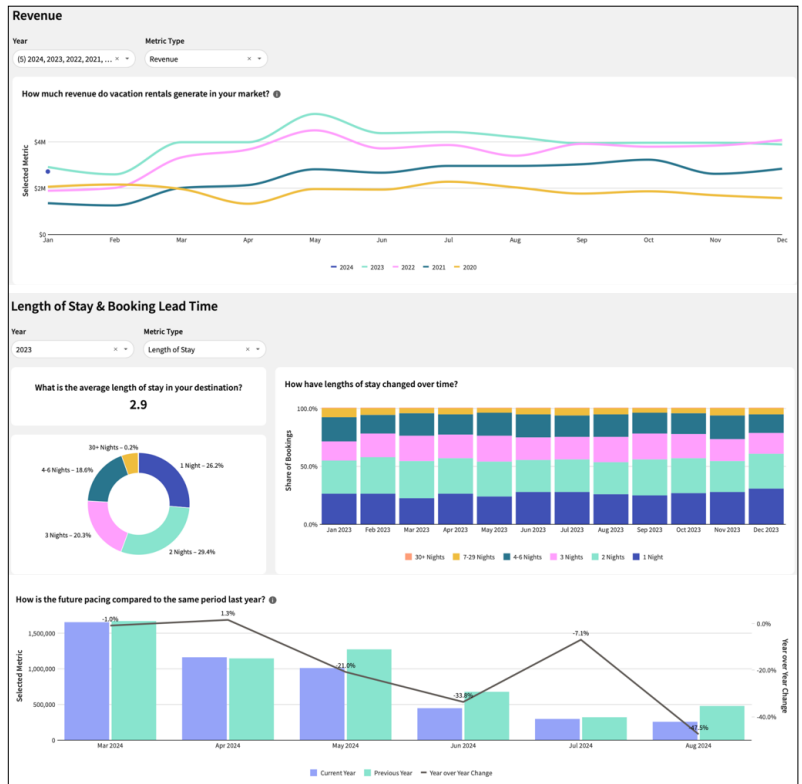 Revenue
Year Metric Type
(5) 2024, 2023, 2022, 2021, ... × Revenue ×
How much revenue do vacation rentals generate in your market?
Selected Metric
$4M
$2M
$0
Jan Feb Mar Apr May Jun Jul Aug Sep Oct Nov Dec
2024 2023 2022 2021 2020
Length of Stay & Booking Lead Time
Year Metric Type
2023 × Length of Stay ×
What is the average length of stay in your destination?
2.9
30+ Nights – 0.2%
1 Night – 26.2%
4-6 Nights – 18.6%
3 Nights – 20.3%
2 Nights – 29.4%
How have lengths of stay changed over time?
Share of Bookings
100.0%
50.0%
0.0%
Jan 2023 Feb 2023 Mar 2023 Apr 2023 May 2023 Jun 2023 Jul 2023 Aug 2023 Sep 2023 Oct 2023 Nov 2023 Dec 2023
30+ Nights 7-29 Nights 4-6 Nights 3 Nights 2 Nights 1 Night
How is the future pacing compared to the same period last year?
Selected Metric
1,500,000
1,000,000
500,000
0
-1.0% 1.3% -21.0% -33.8% -7.1% -47.5%
0.0%
-20.0%
-40.0%
Year over Year Change
Mar 2024 Apr 2024 May 2024 Jun 2024 Jul 2024 Aug 2024
Current Year Previous Year Year over Year Change